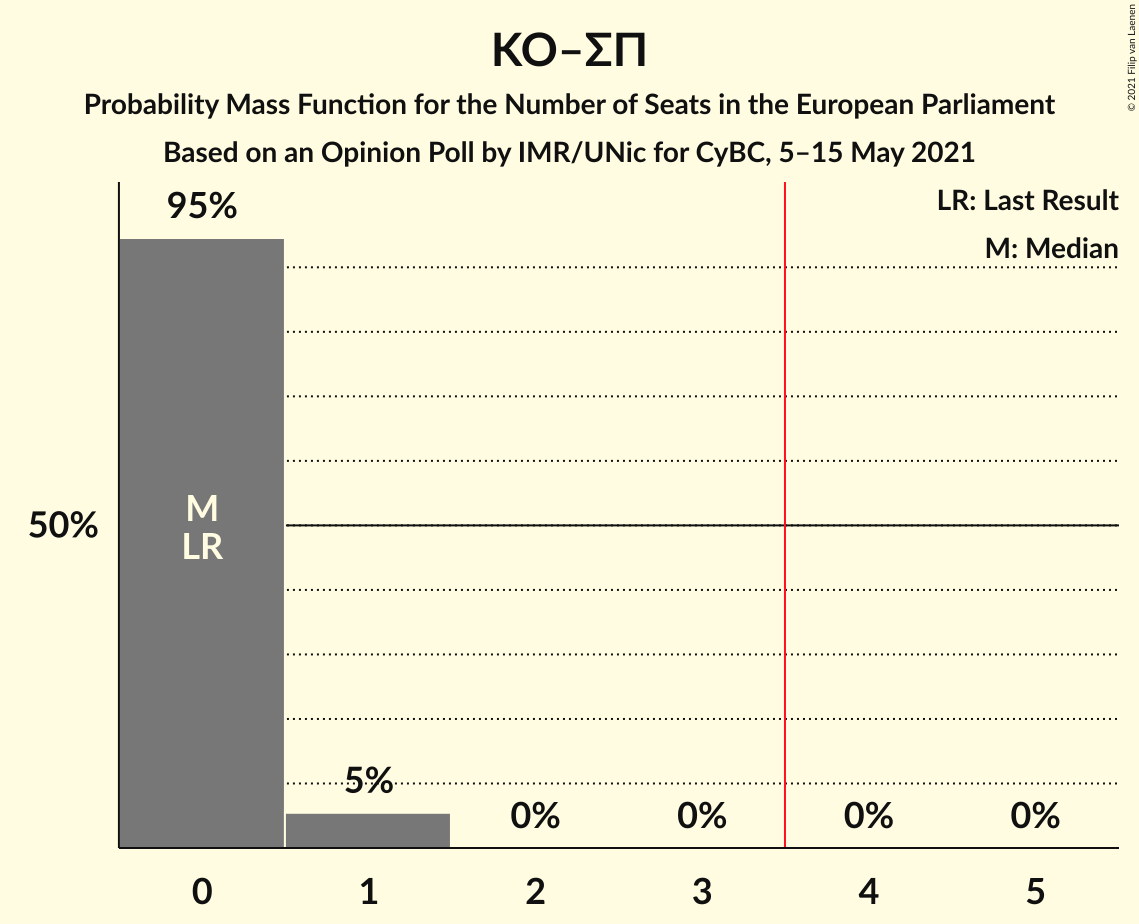 ΚΟ–ΣΠ
Probability Mass Function for the Number of Seats in the European Parliament
Based on an Opinion Poll by IMR/UNic for CyBC, 5–15 May 2021
© 2021 Filip van Laenen
LR: Last Result
M: Median
95%
50%
M
LR
5%
0%
0%
0%
0%
0
1
2
3
4
5